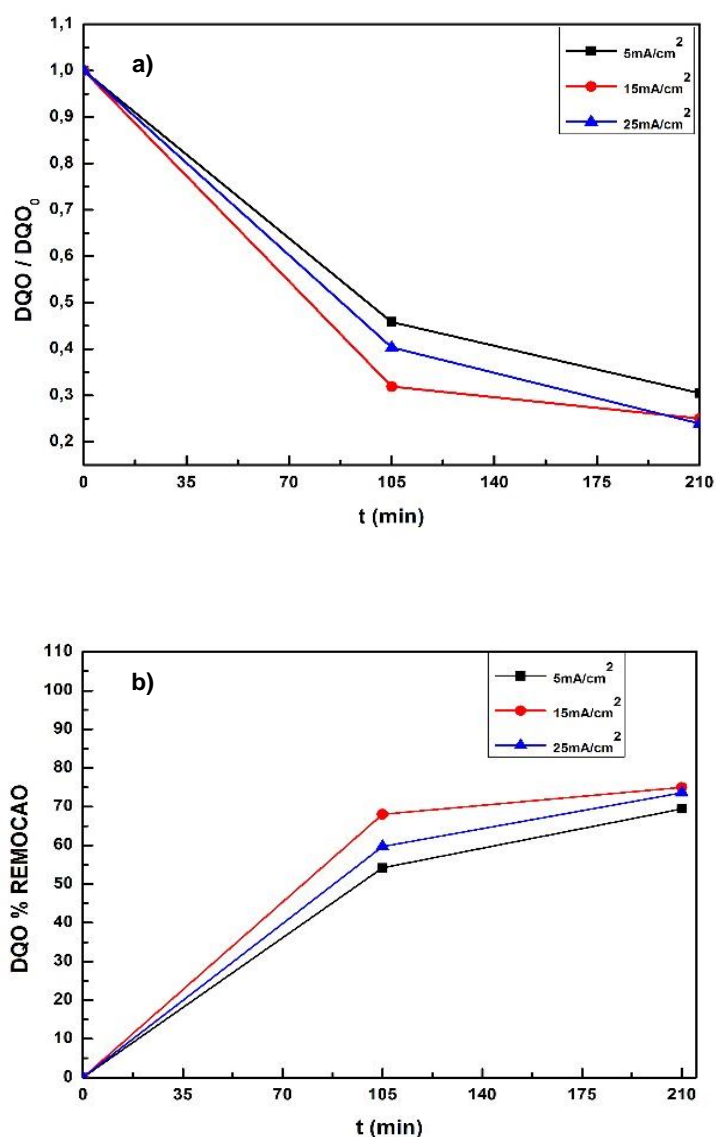 1,1
1,0
0,9
0,8
0,7
0,6
0,5
0,4
0,3
0,2
DQO / DQO₀
a)
5mA/cm²
15mA/cm²
25mA/cm²
0 35 70 105 140 175 210
t (min)
110
100
90
80
70
60
50
40
30
20
10
0
DQO % REMOCAO
b)
5mA/cm²
15mA/cm²
25mA/cm²
0 35 70 105 140 175 210
t (min)